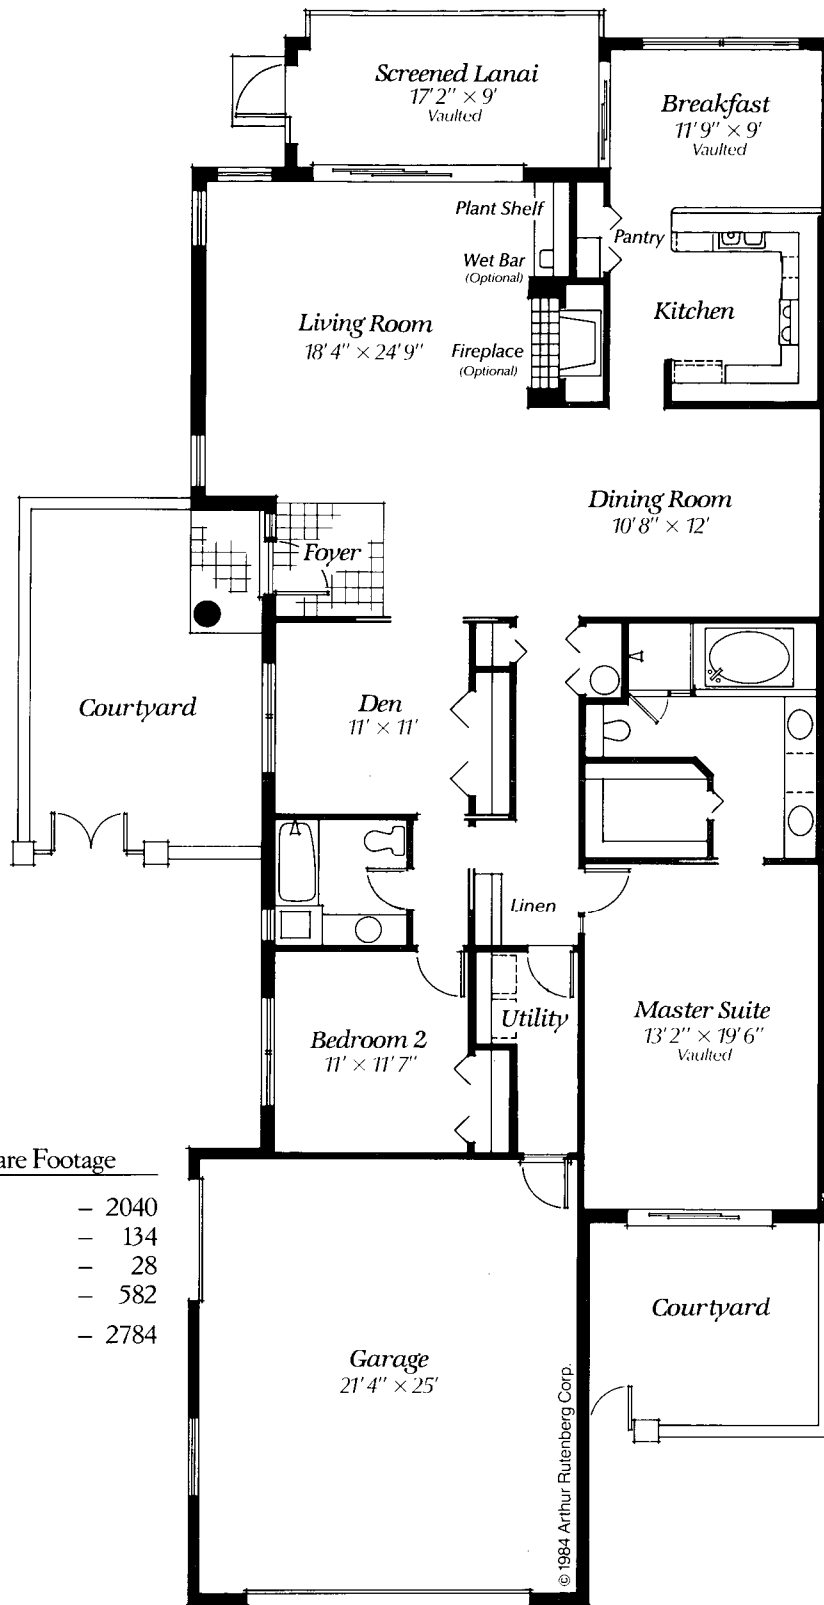 Screened Lanai
17'2" × 9'
Vaulted
Breakfast
11'9" × 9'
Vaulted
Plant Shelf
Pantry
Wet Bar
(Optional)
Living Room
18'4" × 24'9"
Kitchen
Fireplace
(Optional)
Dining Room
10'8" × 12'
Foyer
Courtyard
Den
11' × 11'
Linen
Utility
Master Suite
13'2" × 19'6"
Vaulted
Bedroom 2
11' × 11'7"
Footage
– 2040
– 134
– 28
– 582
– 2784
Courtyard
Garage
21'4" × 25'
© 1984 Arthur Rutenberg Corp.